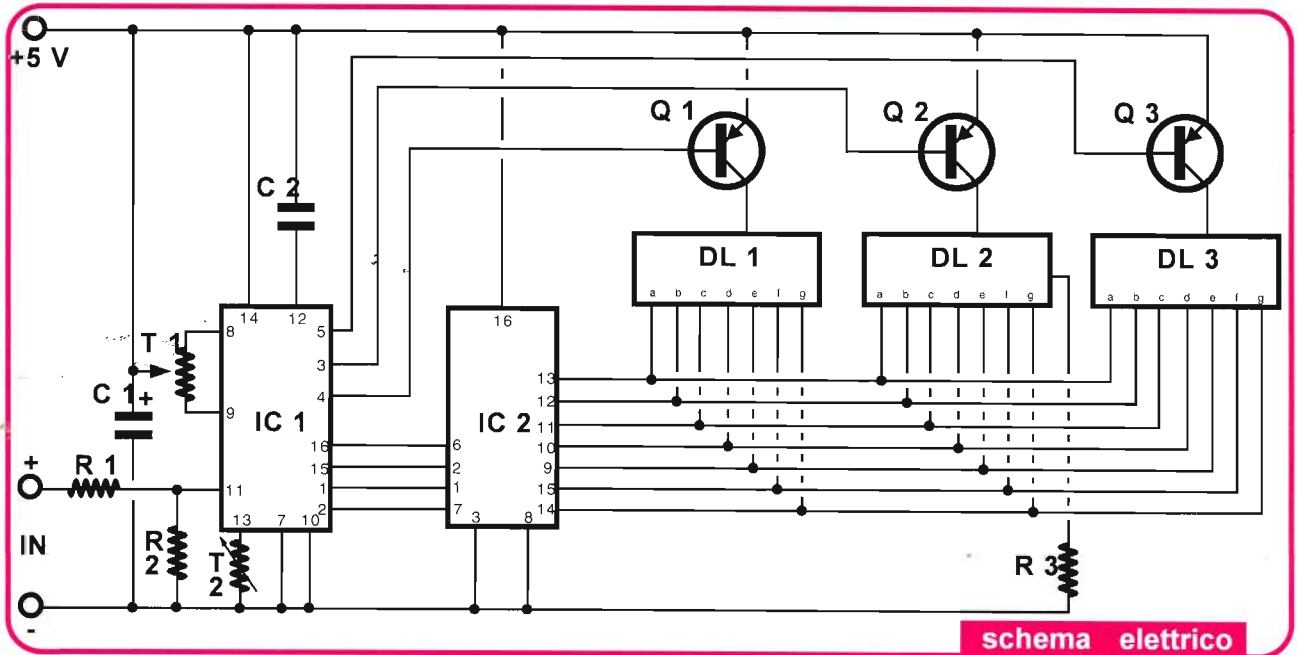 +5 V
Q 1
Q 2
Q 3
C 2
DL 1
DL 2
DL 3
a b c d e f g
a b c d e f g
a b c d e f g
14 12
16
8
5
T 1
3
C 1 +
4
9
IC 1
IC 2
13
12
11
10
9
15
14
16
15
1
2
6
2
1
7
+
R 1
11
13 7 10
3 8
IN
R 2
T 2
R 3
-
schema elettrico